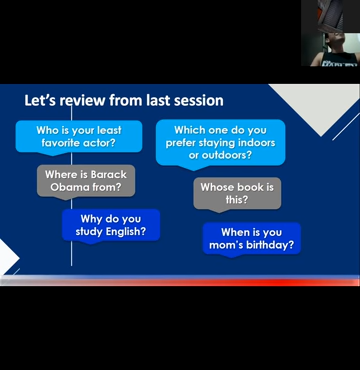 Let's review from last session
Who is your least
favorite actor?
Which one do you
prefer staying indoors
or outdoors?
Where is Barack
Obama from?
Whose book is
this?
Why do you
study English?
When is you
mom's birthday?